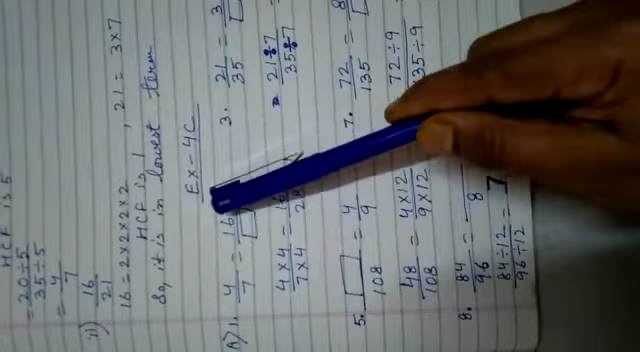 HCF is 5
= 20÷5 / 35÷5
= 4/7
ii) 16/21
16 = 2×2×2×2 , 21 = 3×7
HCF is 1
So, it is in lowest term
Ex-4C
A) 1. 4/7 = 16/□ 3. 21/35 = 3/□
4×4 / 7×4 = 16/28 = 21÷7 / 35÷7
5. □/108 = 4/9 7. 72/135 = 8/□
48/108 = 4×12 / 9×12 72÷9 / 135÷9
8. 84/96 = /8
84÷12 / 96÷12 = 7